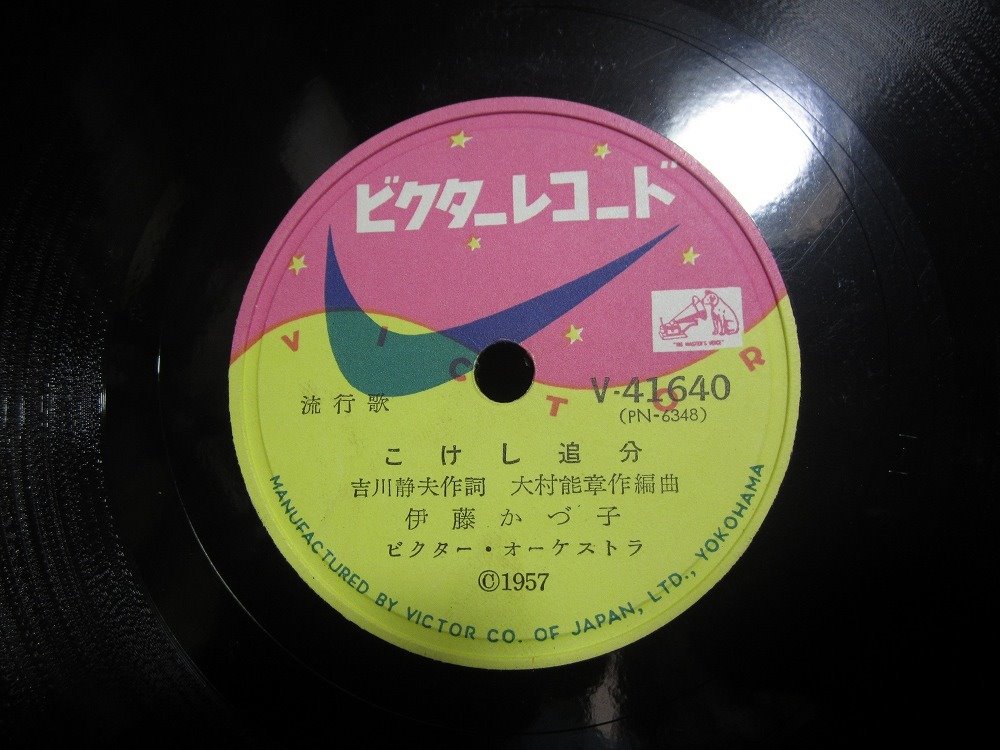 ビクターレコード
"HIS MASTER'S VOICE"
VICTOR
流行歌
V-41640
(PN-6348)
こけし追分
吉川静夫作詞 大村能章作編曲
伊藤かづ子
ビクター・オーケストラ
©1957
MANUFACTURED BY VICTOR CO. OF JAPAN, LTD., YOKOHAMA